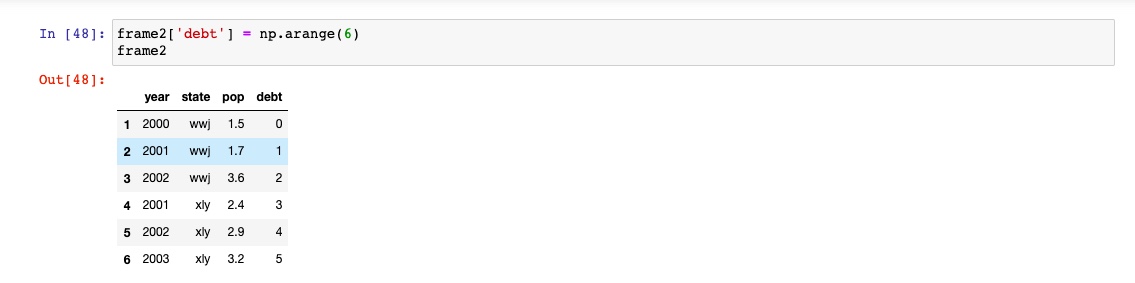 In [48]: frame2['debt'] = np.arange(6)
frame2
Out[48]:
year state pop debt
1 2000 wwj 1.5 0
2 2001 wwj 1.7 1
3 2002 wwj 3.6 2
4 2001 xly 2.4 3
5 2002 xly 2.9 4
6 2003 xly 3.2 5